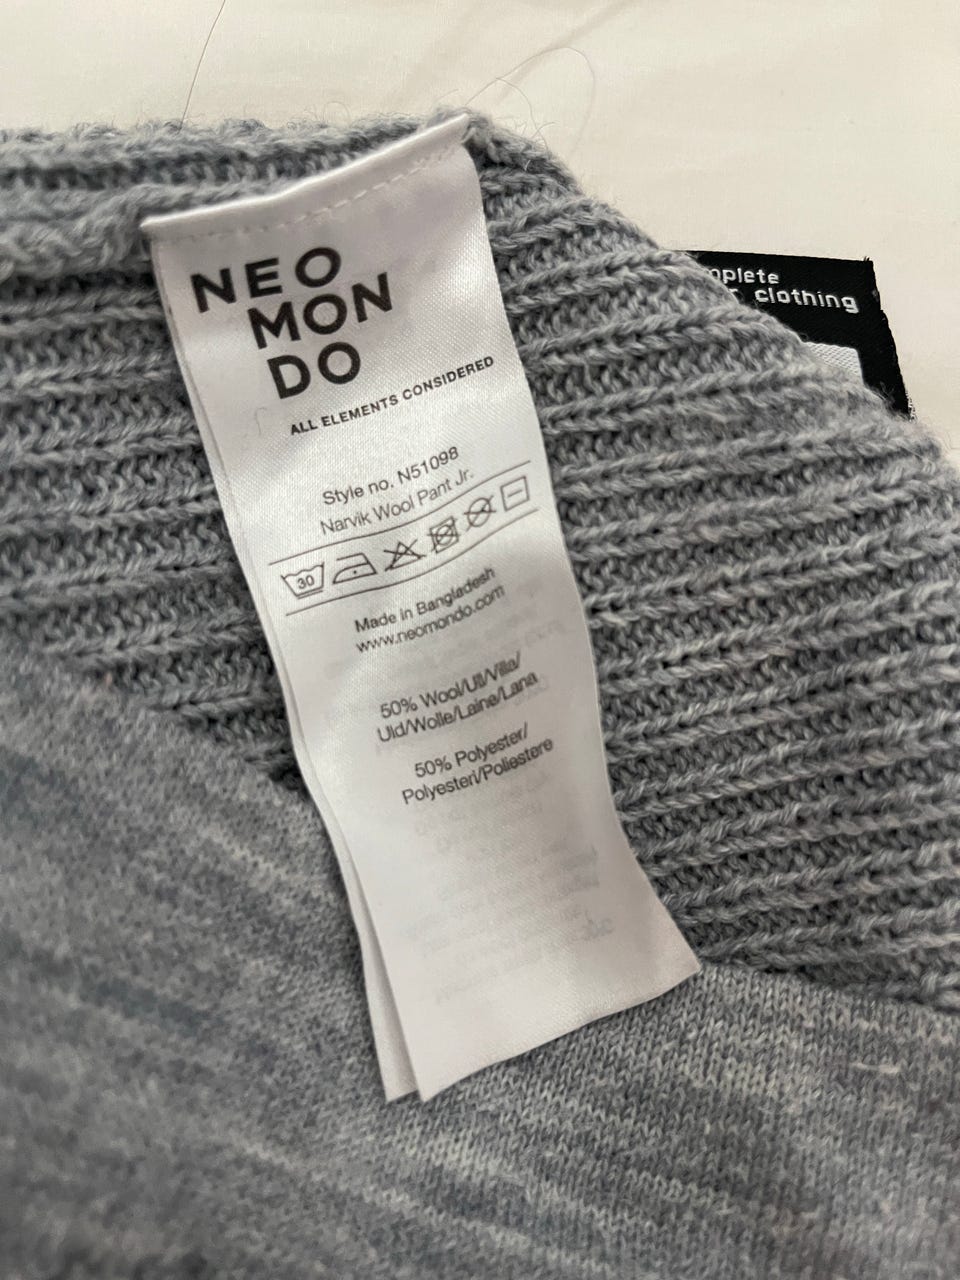 NEO
MON
DO
ALL ELEMENTS CONSIDERED
Style no. N51098
Narvik Wool Pant Jr.
30
Made in Bangladesh
www.neomondo.com
50% Wool/Ull/Villa/
Uld/Wolle/Laine/Lana
50% Polyester/
Polyesteri/Poliestere
clothing